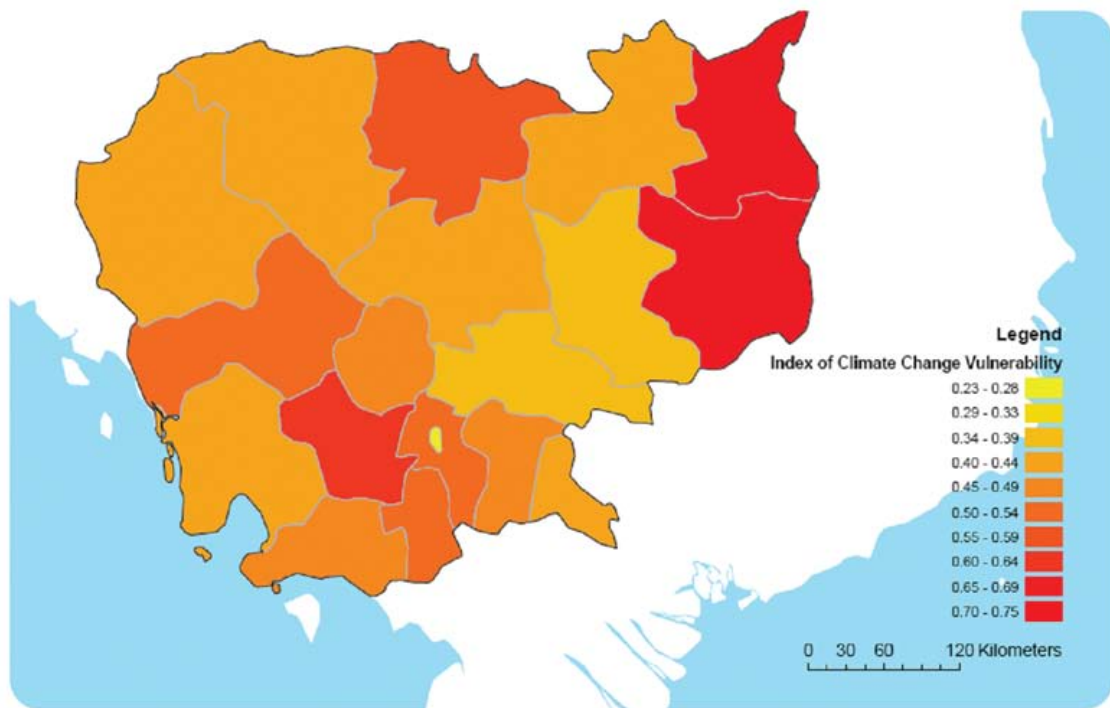 Legend
Index of Climate Change Vulnerability
0.23 - 0.28
0.29 - 0.33
0.34 - 0.39
0.40 - 0.44
0.45 - 0.49
0.50 - 0.54
0.55 - 0.59
0.60 - 0.64
0.65 - 0.69
0.70 - 0.75
0 30 60 120 Kilometers